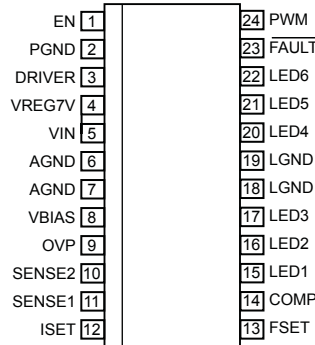 EN 1 24 PWM
PGND 2 23 FAULT
DRIVER 3 22 LED6
VREG7V 4 21 LED5
VIN 5 20 LED4
AGND 6 19 LGND
AGND 7 18 LGND
VBIAS 8 17 LED3
OVP 9 16 LED2
SENSE2 10 15 LED1
SENSE1 11 14 COMP
ISET 12 13 FSET